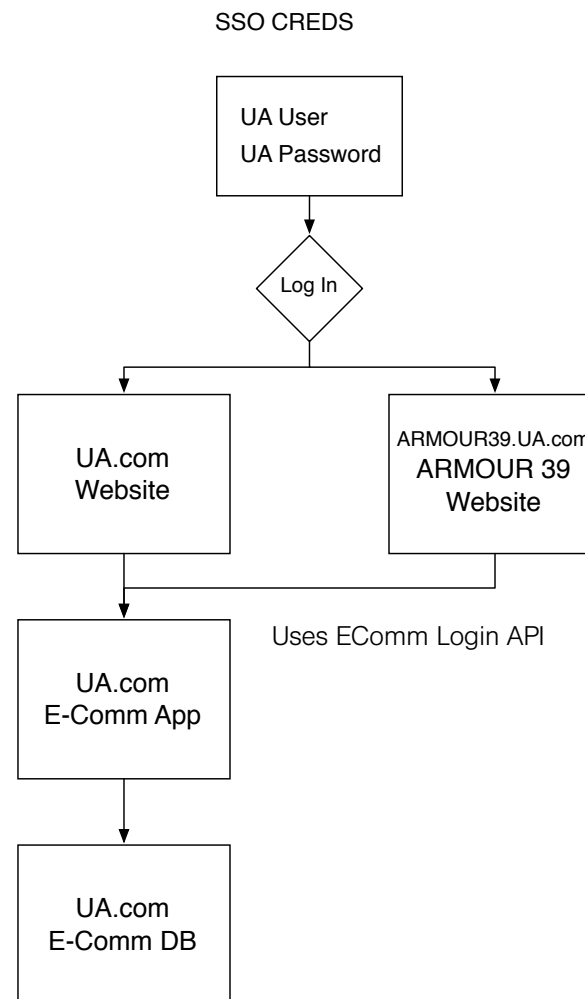 SSO CREDS
UA User
UA Password
Log In
UA.com
Website
ARMOUR39.UA.com
ARMOUR 39
Website
Uses EComm Login API
UA.com
E-Comm App
UA.com
E-Comm DB